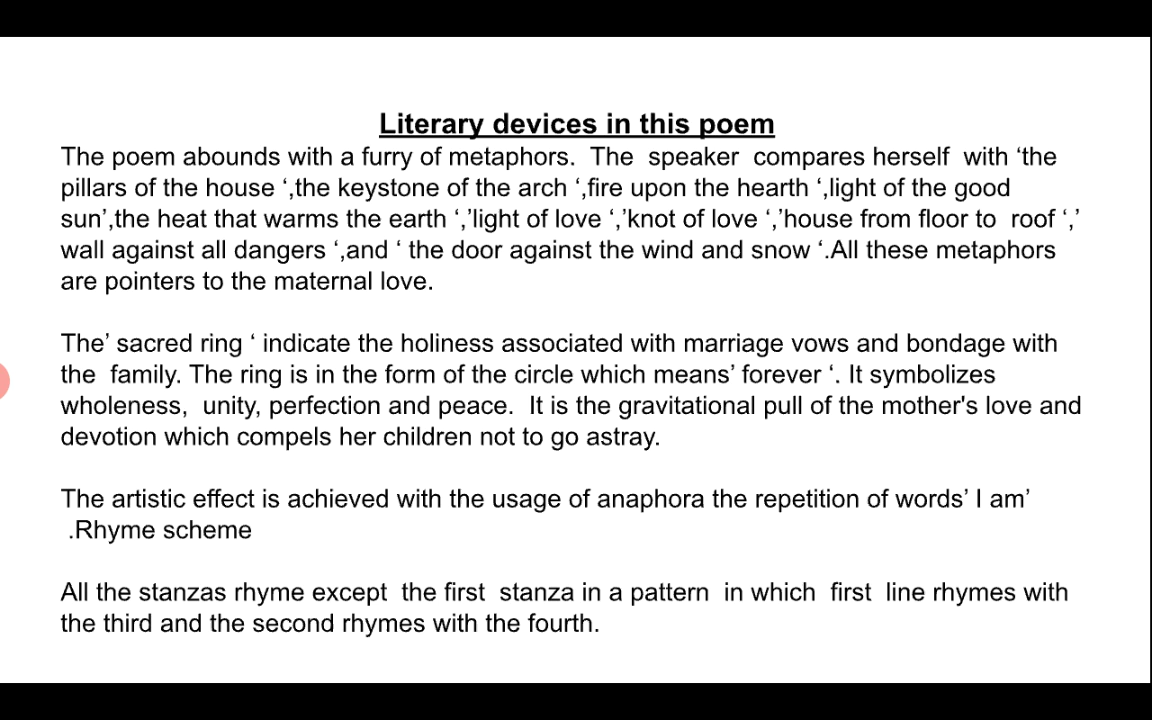 Literary devices in this poem
The poem abounds with a furry of metaphors. The speaker compares herself with ‘the
pillars of the house ‘,the keystone of the arch ‘,fire upon the hearth ‘,light of the good
sun’,the heat that warms the earth ‘,’light of love ‘,’knot of love ‘,’house from floor to roof ‘,’
wall against all dangers ‘,and ‘ the door against the wind and snow ‘.All these metaphors
are pointers to the maternal love.
The’ sacred ring ‘ indicate the holiness associated with marriage vows and bondage with
the family. The ring is in the form of the circle which means’ forever ‘. It symbolizes
wholeness, unity, perfection and peace. It is the gravitational pull of the mother's love and
devotion which compels her children not to go astray.
The artistic effect is achieved with the usage of anaphora the repetition of words’ I am’
.Rhyme scheme
All the stanzas rhyme except the first stanza in a pattern in which first line rhymes with
the third and the second rhymes with the fourth.